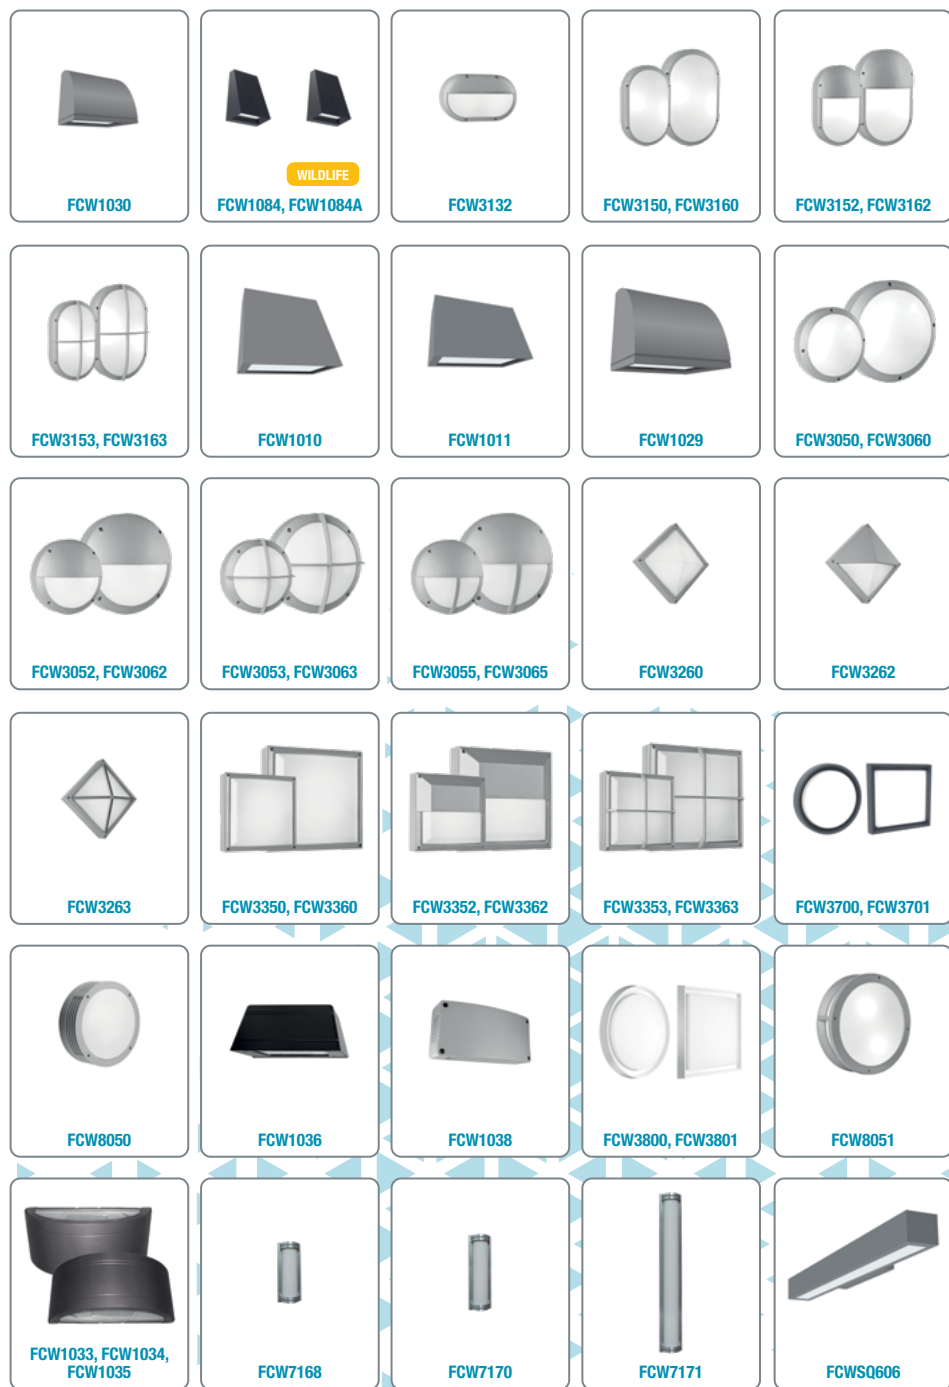 FCW1030
WILDLIFE
FCW1084, FCW1084A
FCW3132
FCW3150, FCW3160
FCW3152, FCW3162
FCW3153, FCW3163
FCW1010
FCW1011
FCW1029
FCW3050, FCW3060
FCW3052, FCW3062
FCW3053, FCW3063
FCW3055, FCW3065
FCW3260
FCW3262
FCW3263
FCW3350, FCW3360
FCW3352, FCW3362
FCW3353, FCW3363
FCW3700, FCW3701
FCW8050
FCW1036
FCW1038
FCW3800, FCW3801
FCW8051
FCW1033, FCW1034,
FCW1035
FCW7168
FCW7170
FCW7171
FCWSQ606